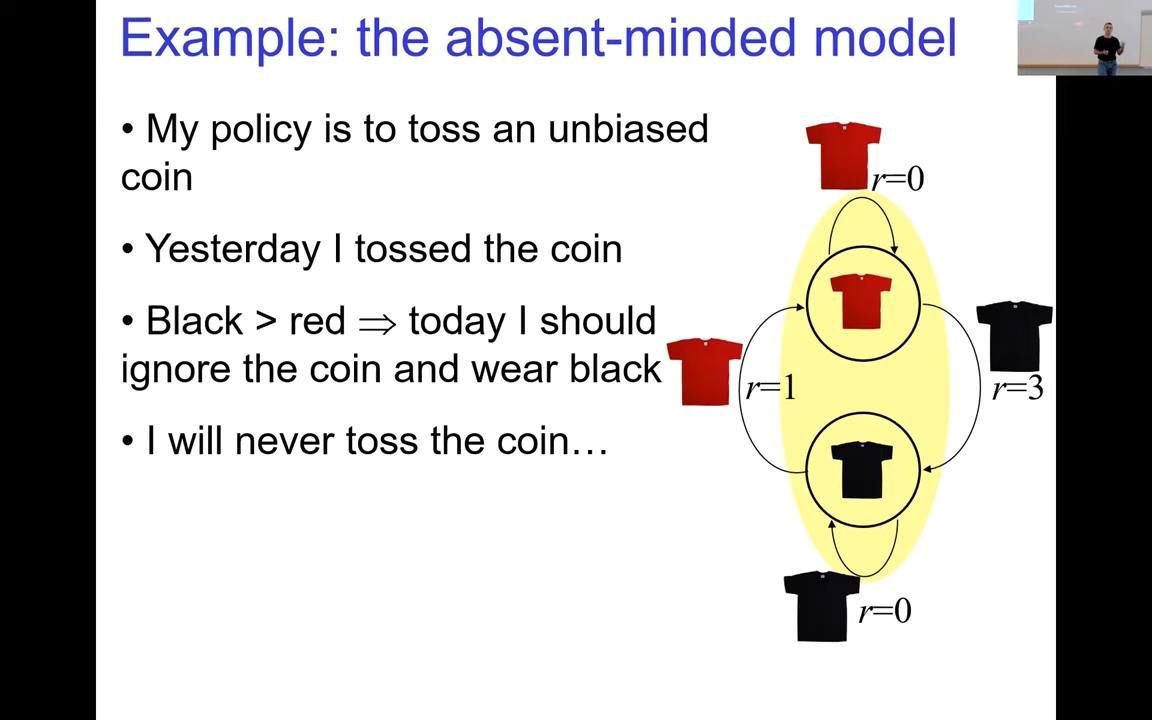 Example: the absent-minded model
• My policy is to toss an unbiased
coin
• Yesterday I tossed the coin
• Black > red ⇒ today I should
ignore the coin and wear black
• I will never toss the coin…
r=0
r=1
r=3
r=0